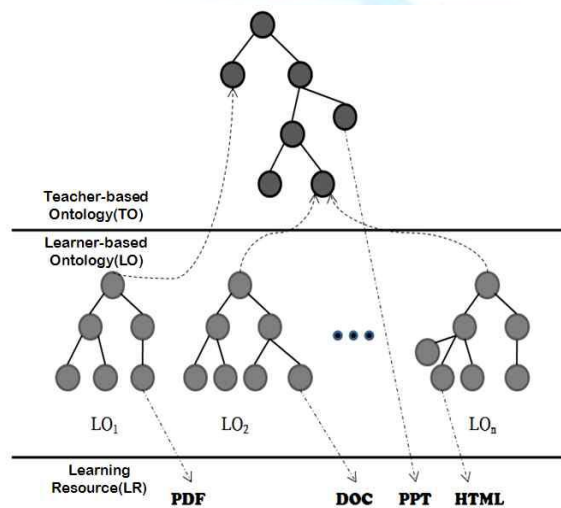 Teacher-based
Ontology(TO)
Learner-based
Ontology(LO)
LO₁
LO₂
LOₙ
Learning
Resource(LR)
PDF
DOC
PPT
HTML